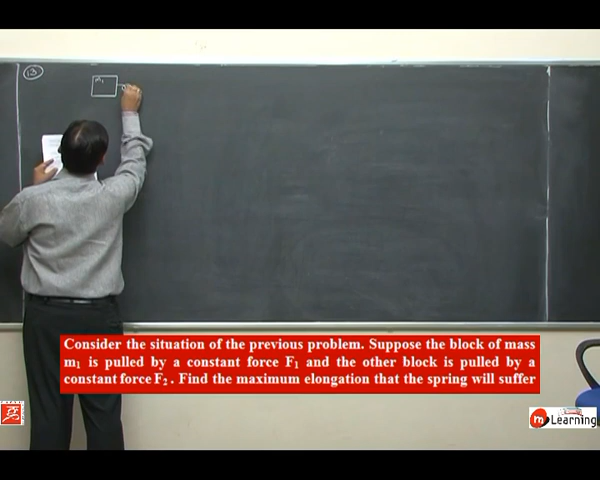 13
m₁
Consider the situation of the previous problem. Suppose the block of mass
m₁ is pulled by a constant force F₁ and the other block is pulled by a
constant force F₂ . Find the maximum elongation that the spring will suffer
m Learning